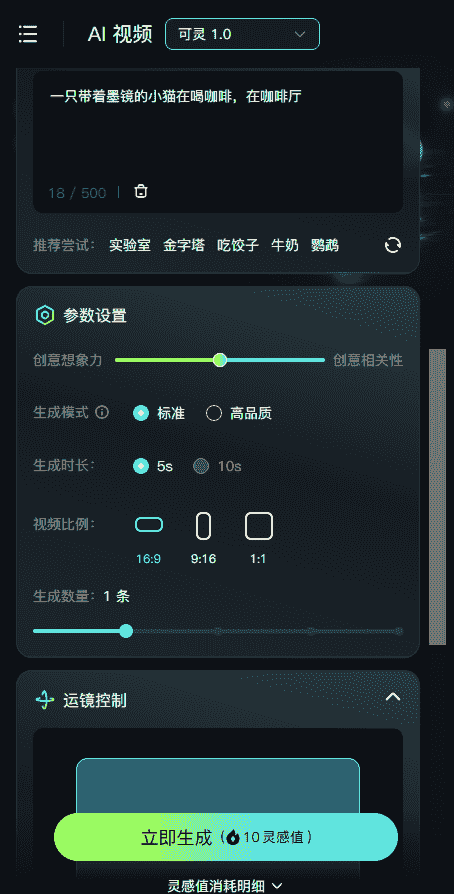 AI 视频 可灵 1.0
一只带着墨镜的小猫在喝咖啡，在咖啡厅
18 / 500
推荐尝试： 实验室 金字塔 吃饺子 牛奶 鹦鹉
参数设置
创意想象力 创意相关性
生成模式 标准 高品质
生成时长： 5s 10s
视频比例：
16:9 9:16 1:1
生成数量：1 条
运镜控制
立即生成（10灵感值）
灵感值消耗明细